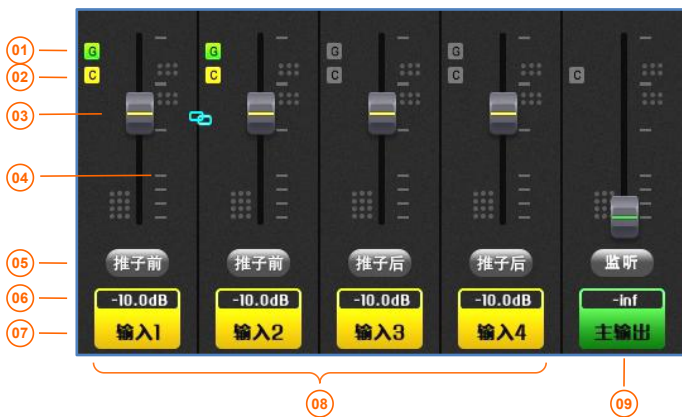 01 G G G G
02 C C C C C
03
04
05 推子前 推子前 推子后 推子后 监听
06 -10.0dB -10.0dB -10.0dB -10.0dB -inf
07 输入1 输入2 输入3 输入4 主输出
08 09